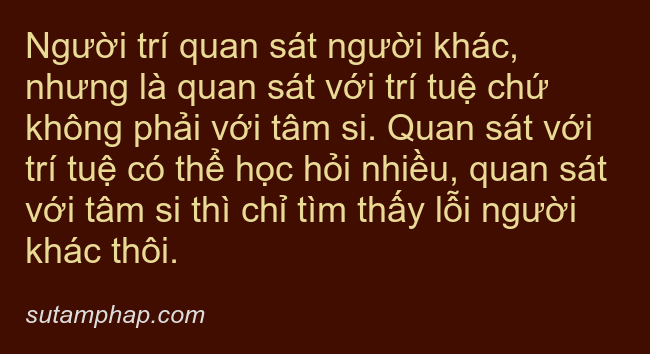 Người trí quan sát người khác,
nhưng là quan sát với trí tuệ chứ
không phải với tâm si. Quan sát với
trí tuệ có thể học hỏi nhiều, quan sát
với tâm si thì chỉ tìm thấy lỗi người
khác thôi.
sutamphap.com